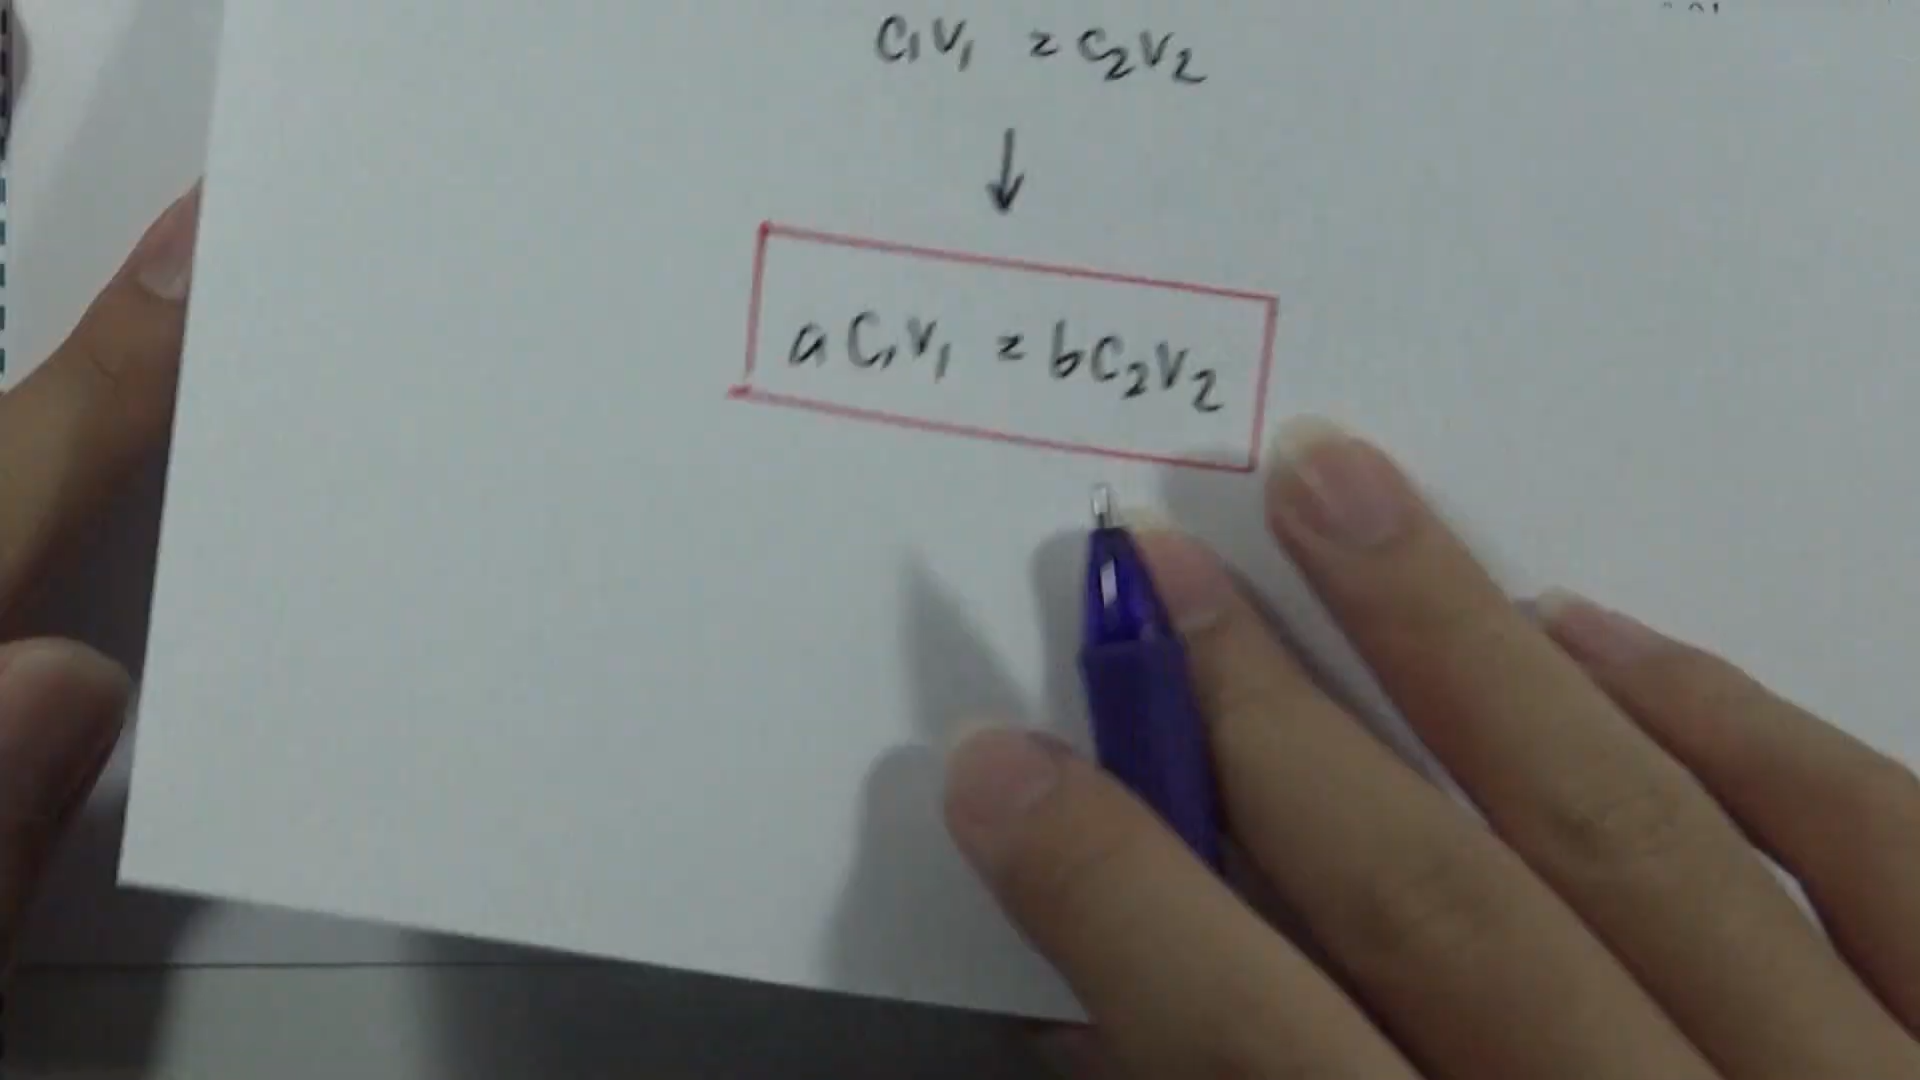 C₁V₁ = C₂V₂
↓
aC₁V₁ = bC₂V₂